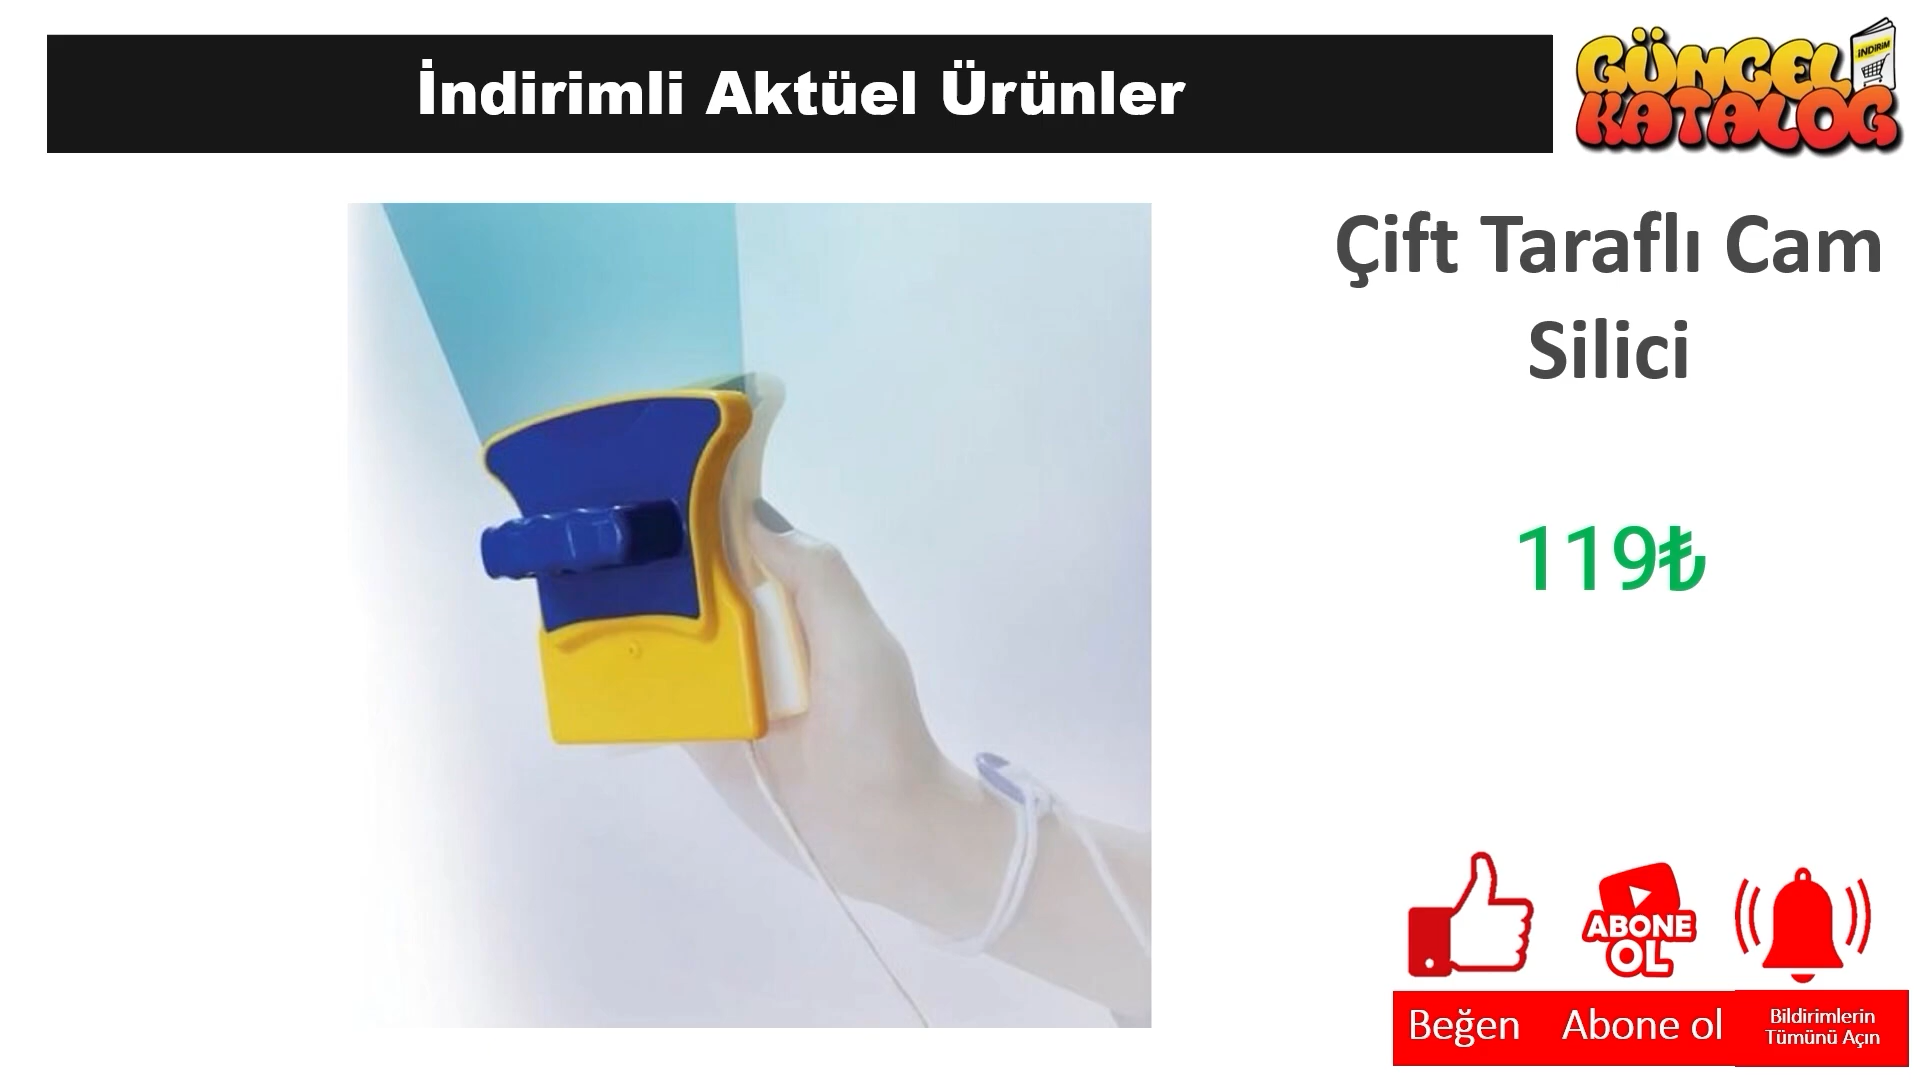 İndirimli Aktüel Ürünler
GÜNCEL
KATALOG
İNDİRİM
Çift Taraflı Cam
Silici
119₺
ABONE
OL
Beğen
Abone ol
Bildirimlerin
Tümünü Açın